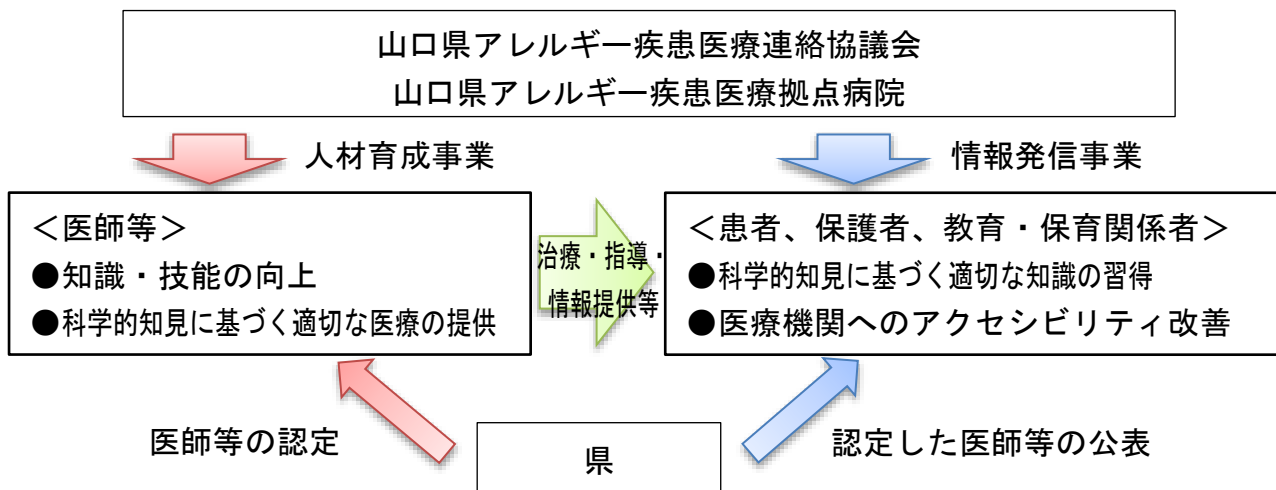 山口県アレルギー疾患医療連絡協議会
山口県アレルギー疾患医療拠点病院
人材育成事業
情報発信事業
＜医師等＞
●知識・技能の向上
●科学的知見に基づく適切な医療の提供
治療・指導・
情報提供等
＜患者、保護者、教育・保育関係者＞
●科学的知見に基づく適切な知識の習得
●医療機関へのアクセシビリティ改善
医師等の認定
県
認定した医師等の公表